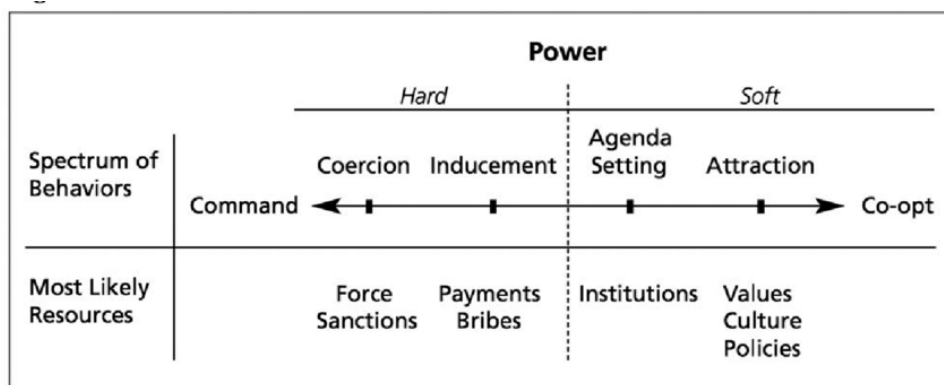 Power
Hard Soft
Spectrum of Behaviors
Coercion Inducement Agenda Setting Attraction
Command Co-opt
Most Likely Resources
Force Sanctions
Payments Bribes
Institutions
Values Culture Policies